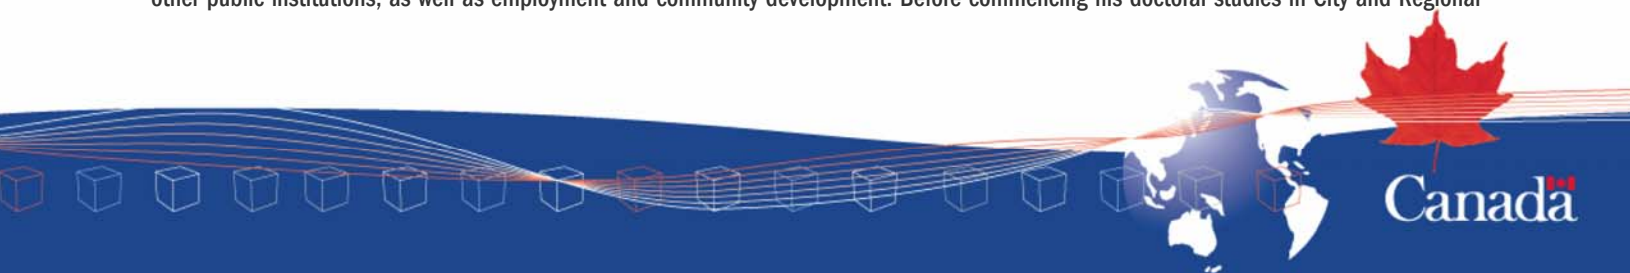 other public institutions, as well as employment and community development. Before commencing his doctoral studies in City and Regional
Canada